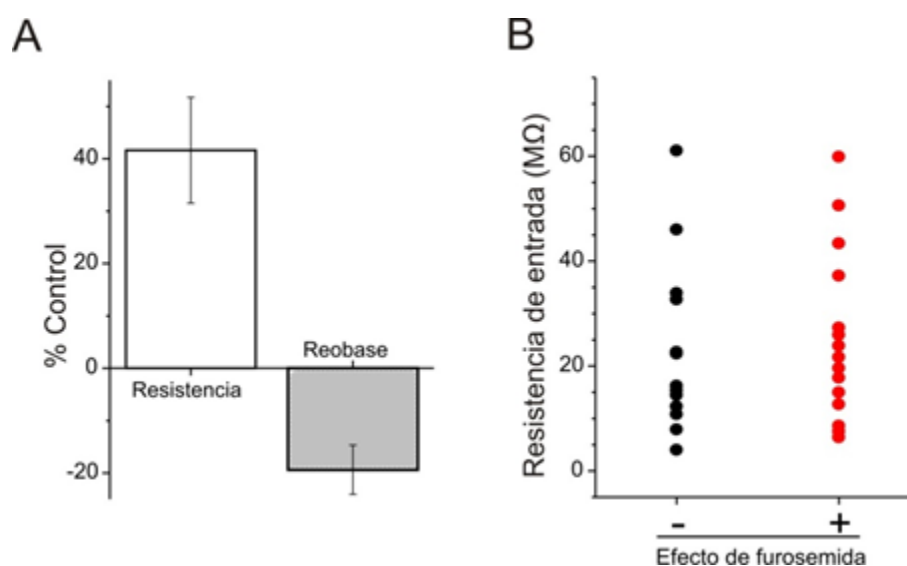 A
B
% Control
40
20
0
-20
Resistencia
Reobase
Resistencia de entrada (MΩ)
60
40
20
0
- +
Efecto de furosemida